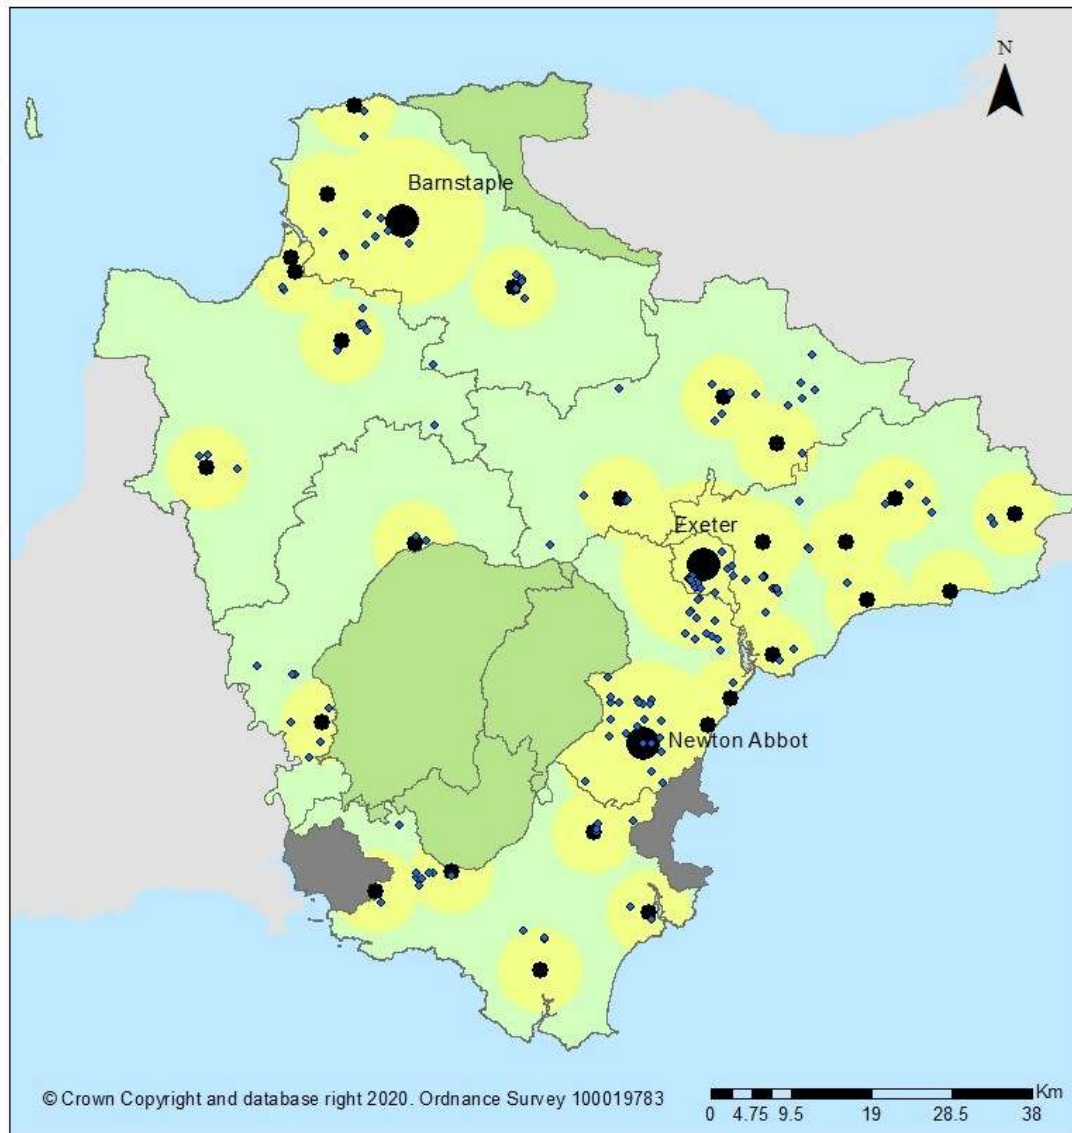 N
Barnstaple
Exeter
Newton Abbot
© Crown Copyright and database right 2020. Ordnance Survey 100019783
Km
0 4.75 9.5 19 28.5 38